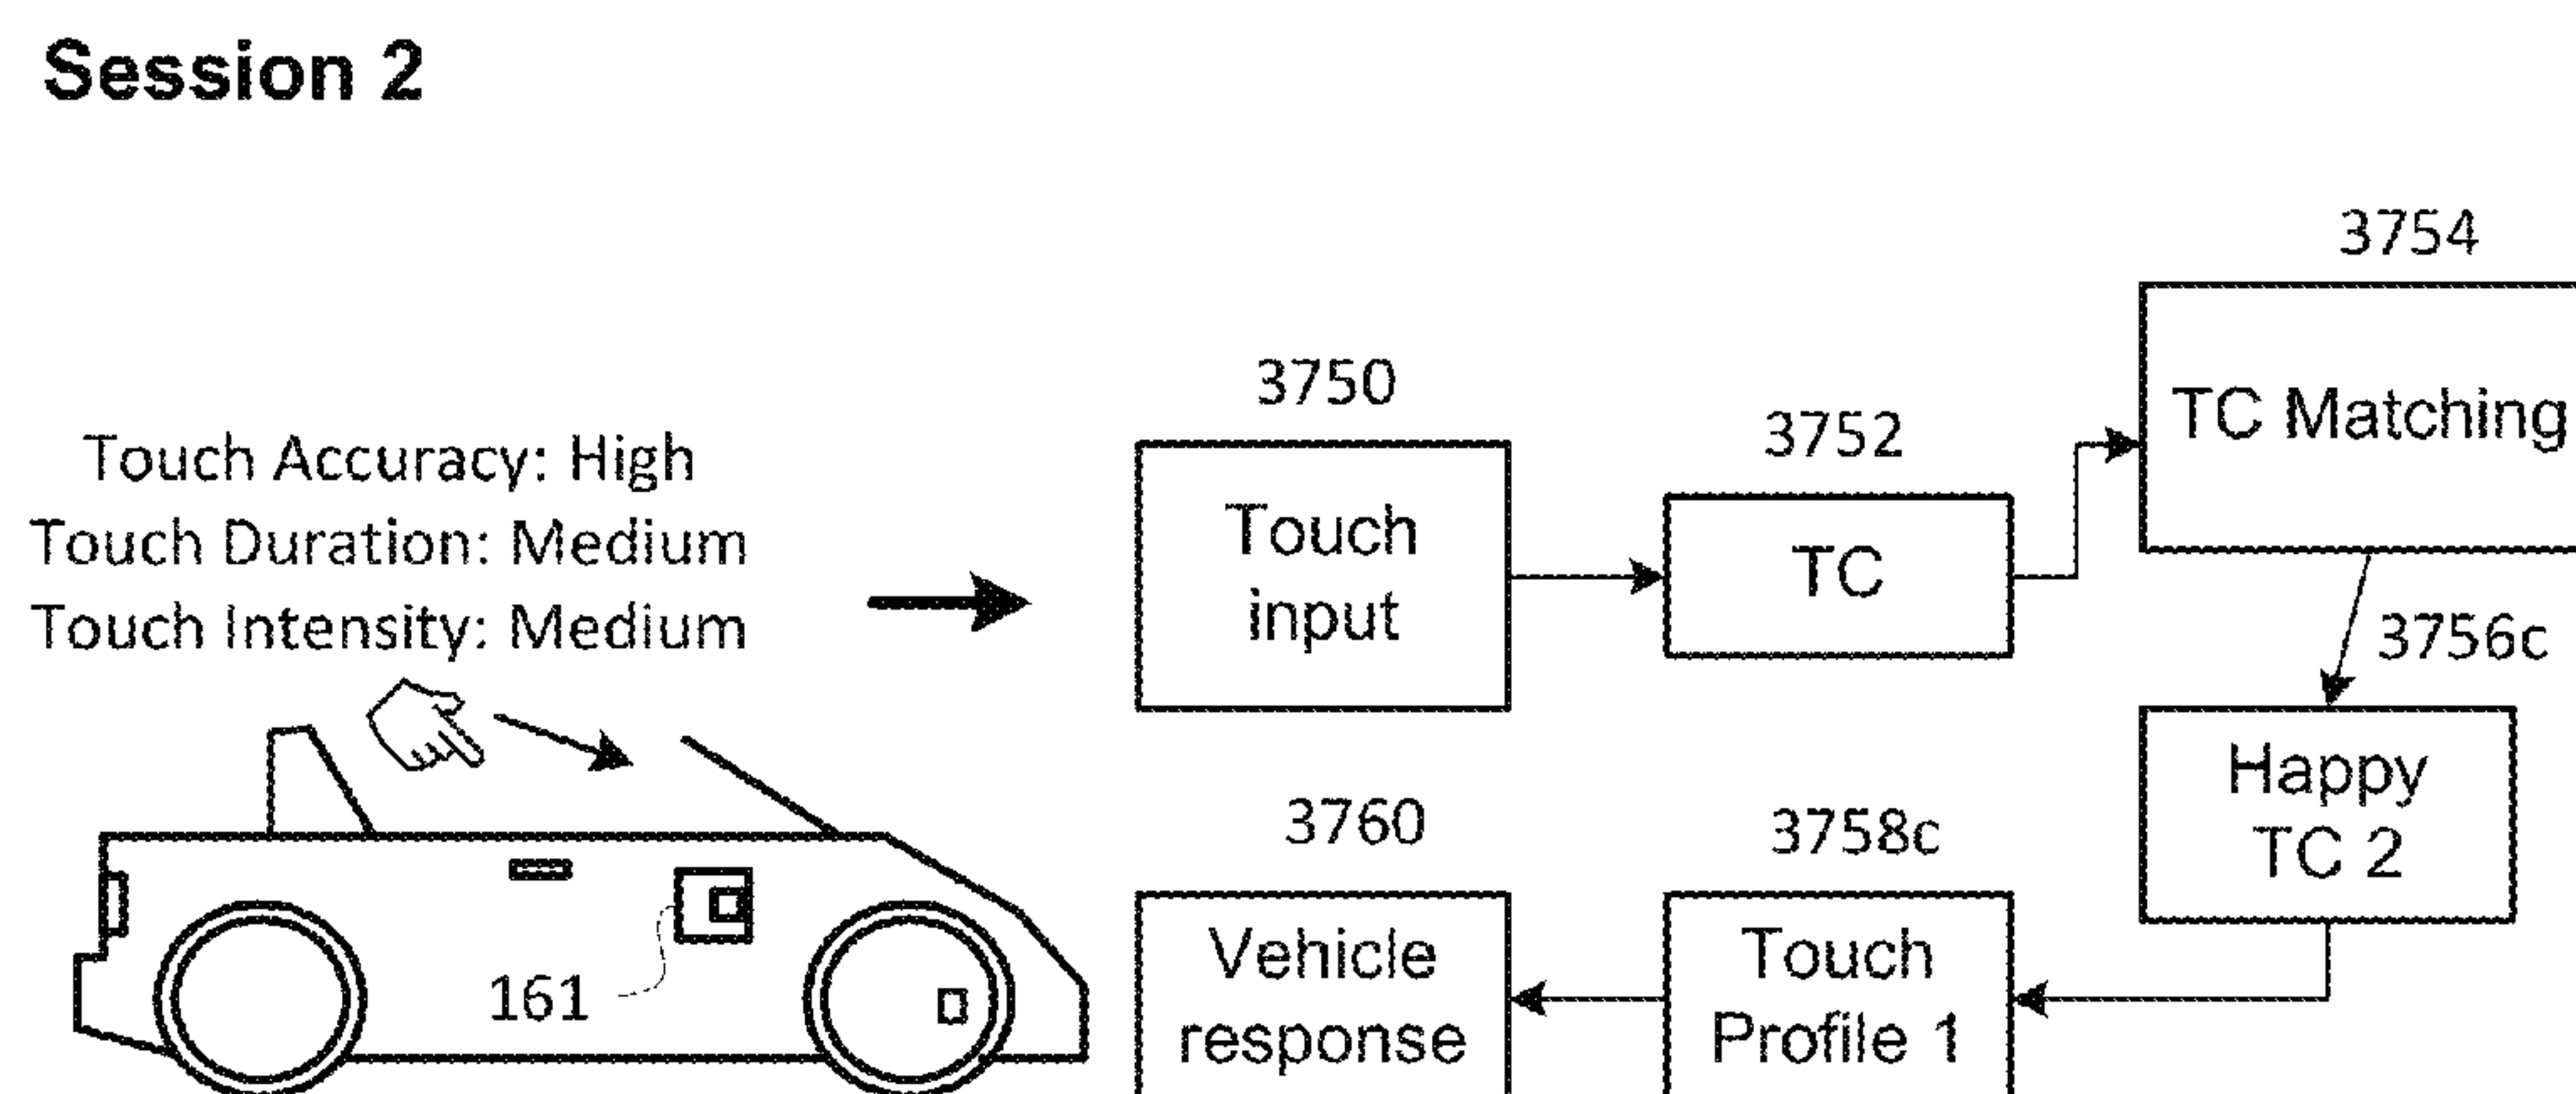 Session 2
Touch Accuracy: High
Touch Duration: Medium
Touch Intensity: Medium
161
3750
Touch
input
3752
TC
3754
TC Matching
3756c
Happy
TC 2
3758c
Touch
Profile 1
3760
Vehicle
response